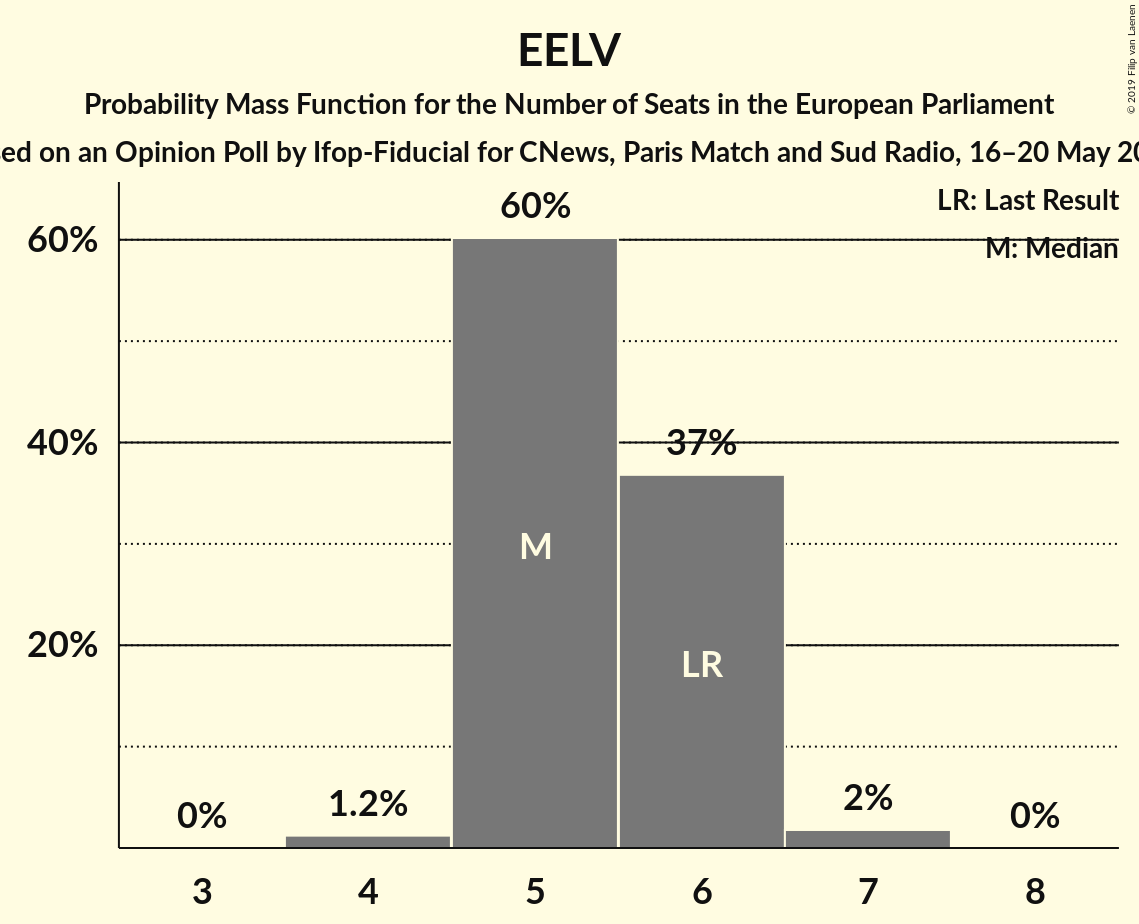 EELV
Probability Mass Function for the Number of Seats in the European Parliament
on an Opinion Poll by Ifop-Fiducial for CNews, Paris Match and Sud Radio, 16–20 May
© 2019 Filip van Laenen
LR: Last Result
M: Median
60%
40%
20%
0%
1.2%
60%
37%
2%
0%
M
LR
3 4 5 6 7 8